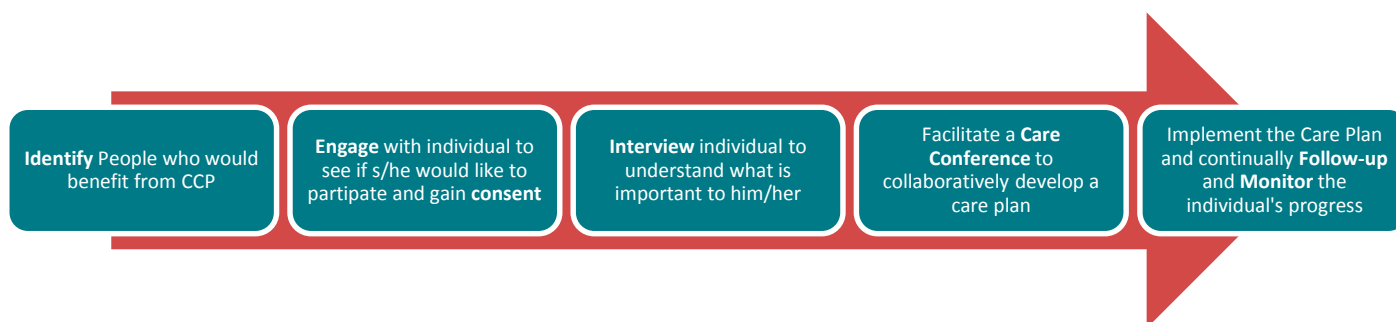 Identify People who would
benefit from CCP
Engage with individual to
see if s/he would like to
partipate and gain consent
Interview individual to
understand what is
important to him/her
Facilitate a Care
Conference to
collaboratively develop a
care plan
Implement the Care Plan
and continually Follow-up
and Monitor the
individual's progress